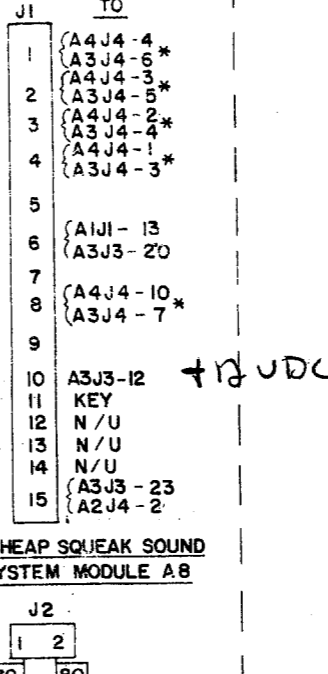 J1 TO
1 A4J4-4
A3J4-6*
2 A4J4-3
A3J4-5*
3 A4J4-2
A3J4-4*
4 A4J4-1
A3J4-3*
5
6 A1J1-13
A3J3-20
7
8 A4J4-10
A3J4-7*
9
10 A3J3-12 +12 VDC
11 KEY
12 N/U
13 N/U
14 N/U
15 A3J3-23
A2J4-2
HEAP SQUEAK SOUND
YSTEM MODULE A8
J2
1 2